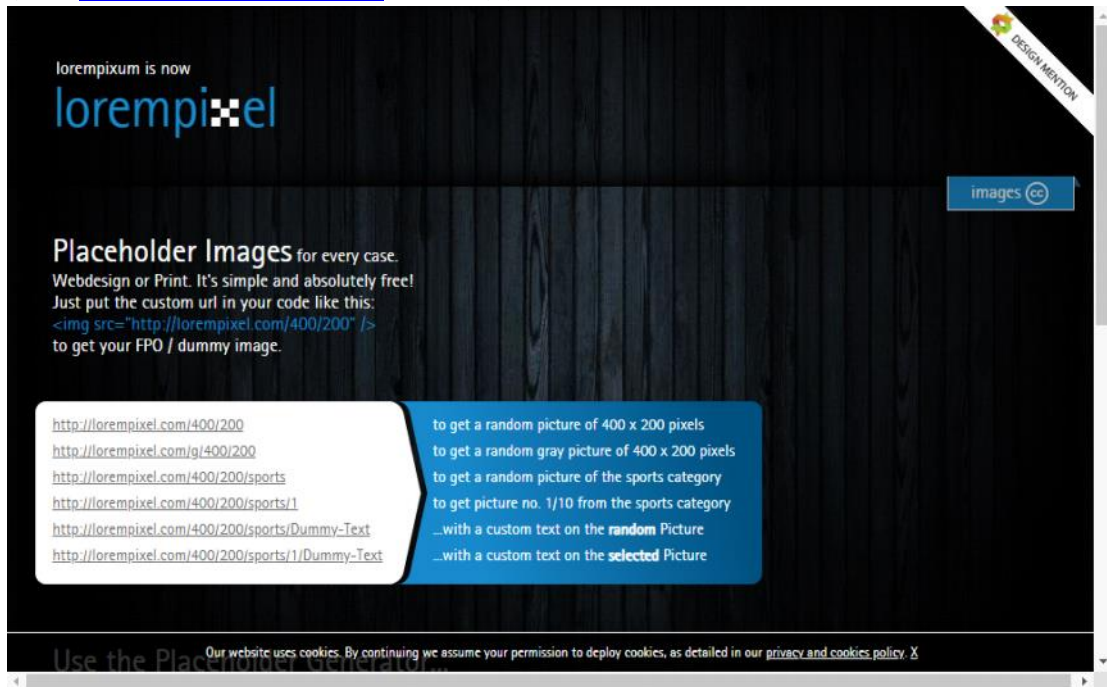 DESIGN MENTION
lorempixum is now
lorempixel
images cc
Placeholder Images for every case.
Webdesign or Print. It's simple and absolutely free!
Just put the custom url in your code like this:
<img src="http://lorempixel.com/400/200" />
to get your FPO / dummy image.
http://lorempixel.com/400/200 to get a random picture of 400 x 200 pixels
http://lorempixel.com/g/400/200 to get a random gray picture of 400 x 200 pixels
http://lorempixel.com/400/200/sports to get a random picture of the sports category
http://lorempixel.com/400/200/sports/1 to get picture no. 1/10 from the sports category
http://lorempixel.com/400/200/sports/Dummy-Text ...with a custom text on the random Picture
http://lorempixel.com/400/200/sports/1/Dummy-Text ...with a custom text on the selected Picture
Use the Placeholder Generator...
Our website uses cookies. By continuing we assume your permission to deploy cookies, as detailed in our privacy and cookies policy. X